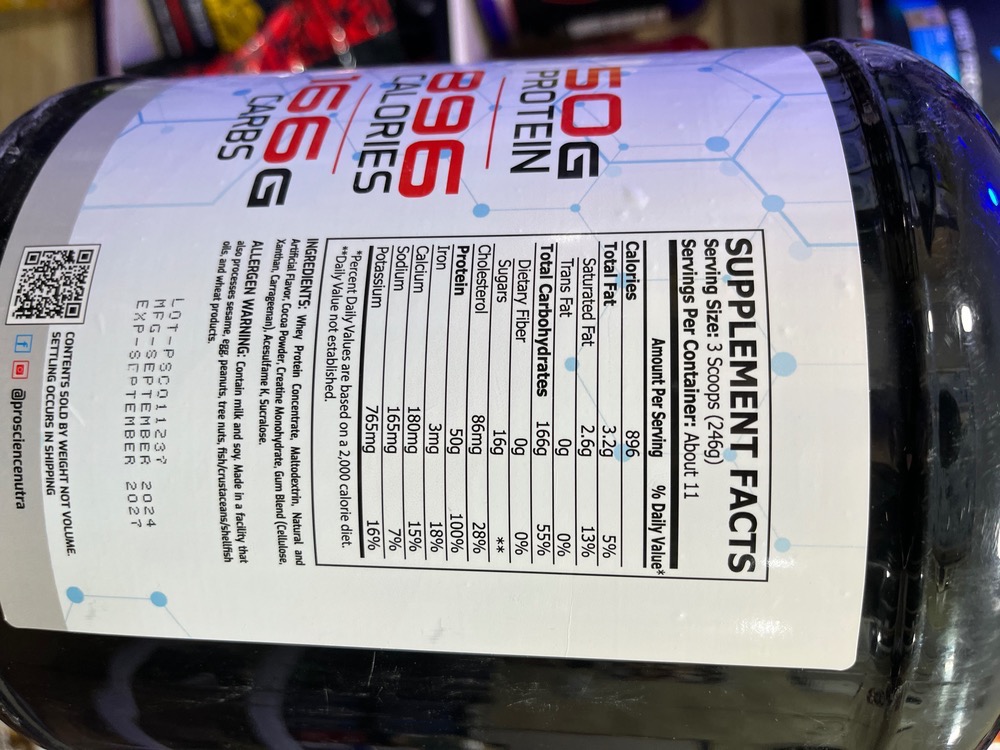 50G
PROTEIN
896
CALORIES
166 G
CARBS
SUPPLEMENT FACTS
Serving Size: 3 Scoops (246g)
Servings Per Container: About 11
Amount Per Serving % Daily Value*
Calories 896
Total Fat 3.2g 5%
Saturated Fat 2.6g 13%
Trans Fat 0g 0%
Total Carbohydrates 166g 55%
Dietary Fiber 0g 0%
Sugars 16g **
Cholesterol 86mg 28%
Protein 50g 100%
Iron 3mg 18%
Calcium 180mg 15%
Sodium 165mg 7%
Potassium 765mg 16%
*Percent Daily Values are based on a 2,000 calorie diet.
**Daily Value not established.
INGREDIENTS: Whey Protein Concentrate, Maltodextrin, Natural and
Artificial Flavor, Cocoa Powder, Creatine Monohydrate, Gum Blend (Cellulose,
Xanthan, Carrageenan), Acesulfame K, Sucralose.
ALLERGEN WARNING: Contain milk and soy. Made in a facility that
also processes sesame, egg, peanuts, tree nuts, fish/crustaceans/shellfish
oils, and wheat products.
LOT-PSC011237
MFG-SEPTEMBER 2024
EXP-SEPTEMBER 2027
CONTENTS SOLD BY WEIGHT NOT VOLUME.
SETTLING OCCURS IN SHIPPING
@prosciencenutra